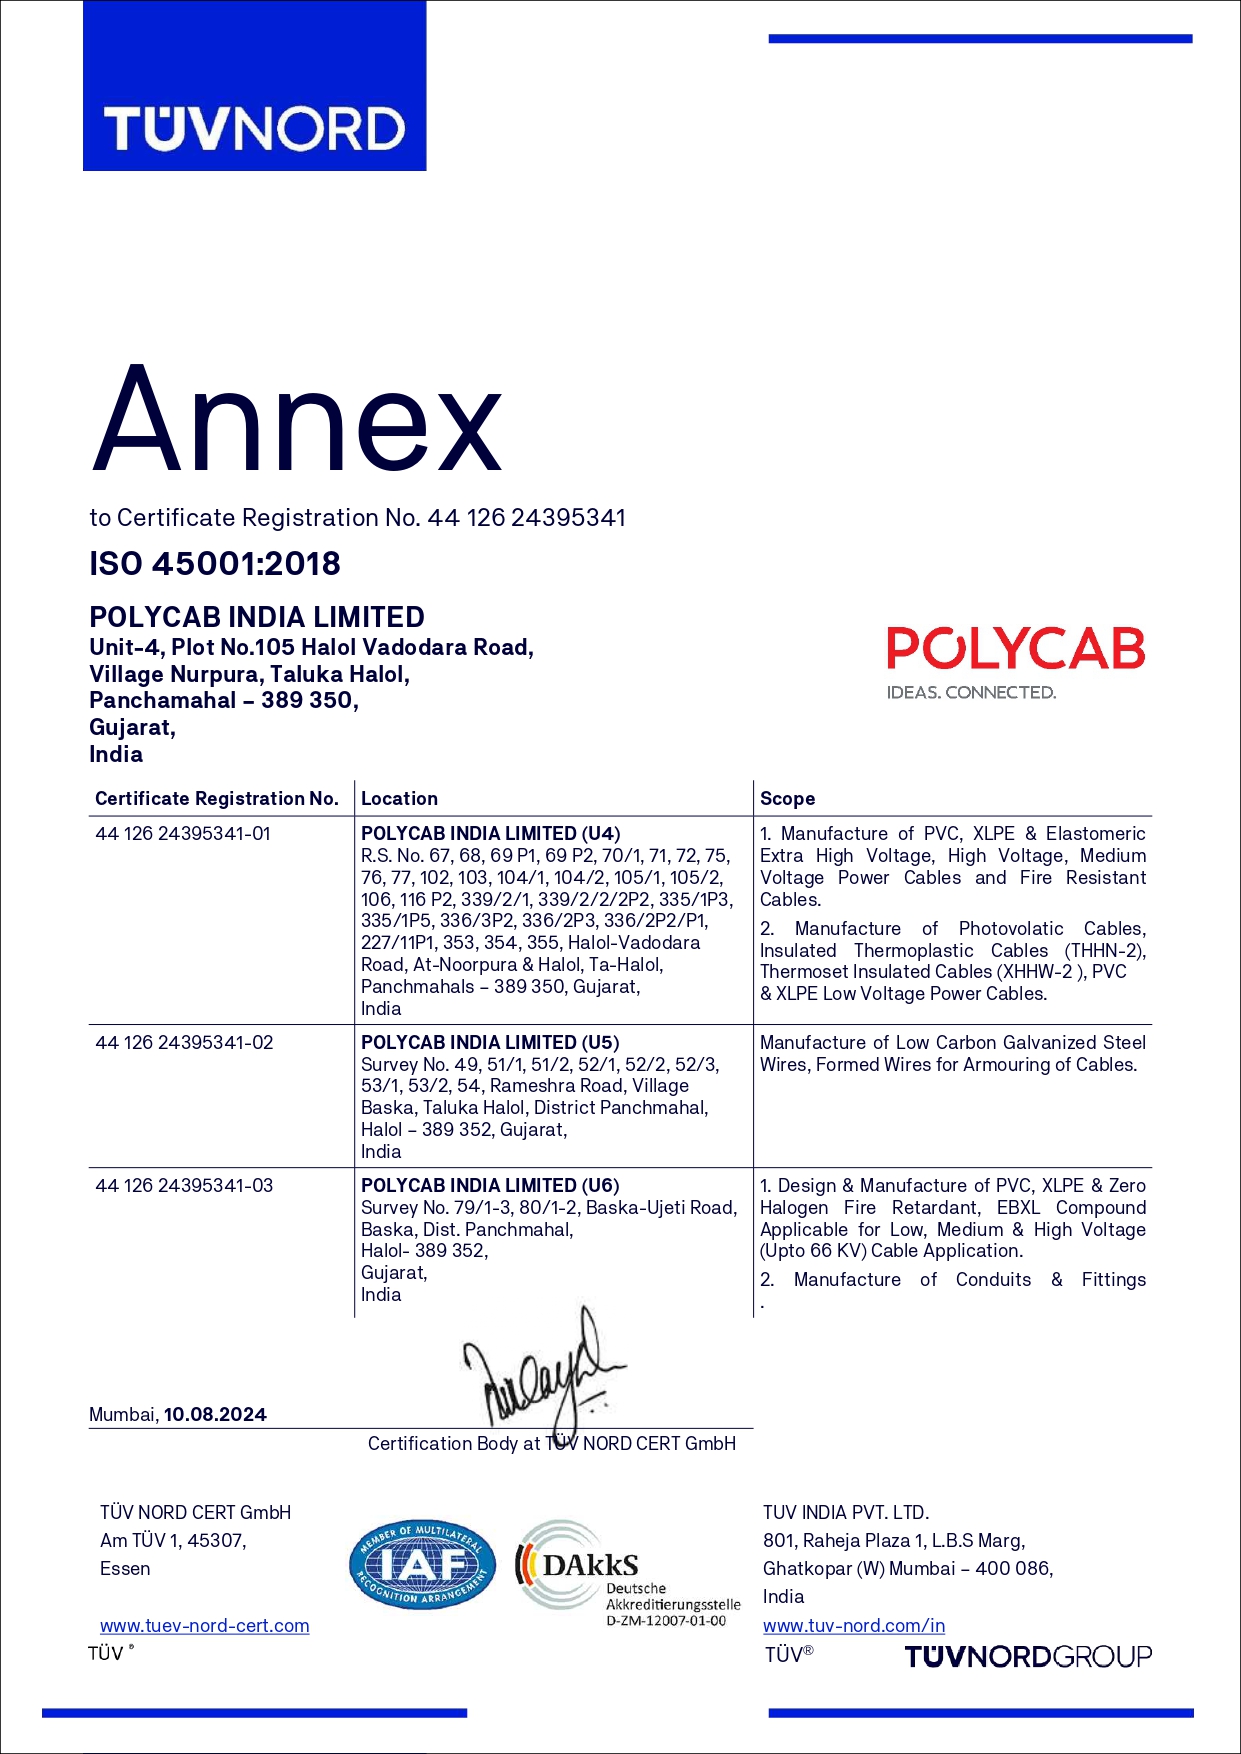 TÜVNORD
Annex
to Certificate Registration No. 44 126 24395341
ISO 45001:2018
POLYCAB INDIA LIMITED
Unit-4, Plot No.105 Halol Vadodara Road,
Village Nurpura, Taluka Halol,
Panchamahal – 389 350,
Gujarat,
India
POLYCAB
IDEAS. CONNECTED.
Certificate Registration No.
Location
Scope
44 126 24395341-01
POLYCAB INDIA LIMITED (U4)
R.S. No. 67, 68, 69 P1, 69 P2, 70/1, 71, 72, 75,
76, 77, 102, 103, 104/1, 104/2, 105/1, 105/2,
106, 116 P2, 339/2/1, 339/2/2/2P2, 335/1P3,
335/1P5, 336/3P2, 336/2P3, 336/2P2/P1,
227/11P1, 353, 354, 355, Halol-Vadodara
Road, At-Noorpura & Halol, Ta-Halol,
Panchmahals – 389 350, Gujarat,
India
1. Manufacture of PVC, XLPE & Elastomeric
Extra High Voltage, High Voltage, Medium
Voltage Power Cables and Fire Resistant
Cables.
2. Manufacture of Photovolatic Cables,
Insulated Thermoplastic Cables (THHN-2),
Thermoset Insulated Cables (XHHW-2 ), PVC
& XLPE Low Voltage Power Cables.
44 126 24395341-02
POLYCAB INDIA LIMITED (U5)
Survey No. 49, 51/1, 51/2, 52/1, 52/2, 52/3,
53/1, 53/2, 54, Rameshra Road, Village
Baska, Taluka Halol, District Panchmahal,
Halol – 389 352, Gujarat,
India
Manufacture of Low Carbon Galvanized Steel
Wires, Formed Wires for Armouring of Cables.
44 126 24395341-03
POLYCAB INDIA LIMITED (U6)
Survey No. 79/1-3, 80/1-2, Baska-Ujeti Road,
Baska, Dist. Panchmahal,
Halol- 389 352,
Gujarat,
India
1. Design & Manufacture of PVC, XLPE & Zero
Halogen Fire Retardant, EBXL Compound
Applicable for Low, Medium & High Voltage
(Upto 66 KV) Cable Application.
2. Manufacture of Conduits & Fittings
.
Mumbai, 10.08.2024
Certification Body at TÜV NORD CERT GmbH
TÜV NORD CERT GmbH
Am TÜV 1, 45307,
Essen
www.tuev-nord-cert.com
TÜV ®
MEMBER OF MULTILATERAL
IAF
RECOGNITION ARRANGEMENT
DAkkS
Deutsche
Akkreditierungsstelle
D-ZM-12007-01-00
TUV INDIA PVT. LTD.
801, Raheja Plaza 1, L.B.S Marg,
Ghatkopar (W) Mumbai – 400 086,
India
www.tuv-nord.com/in
TÜV®
TÜVNORDGROUP